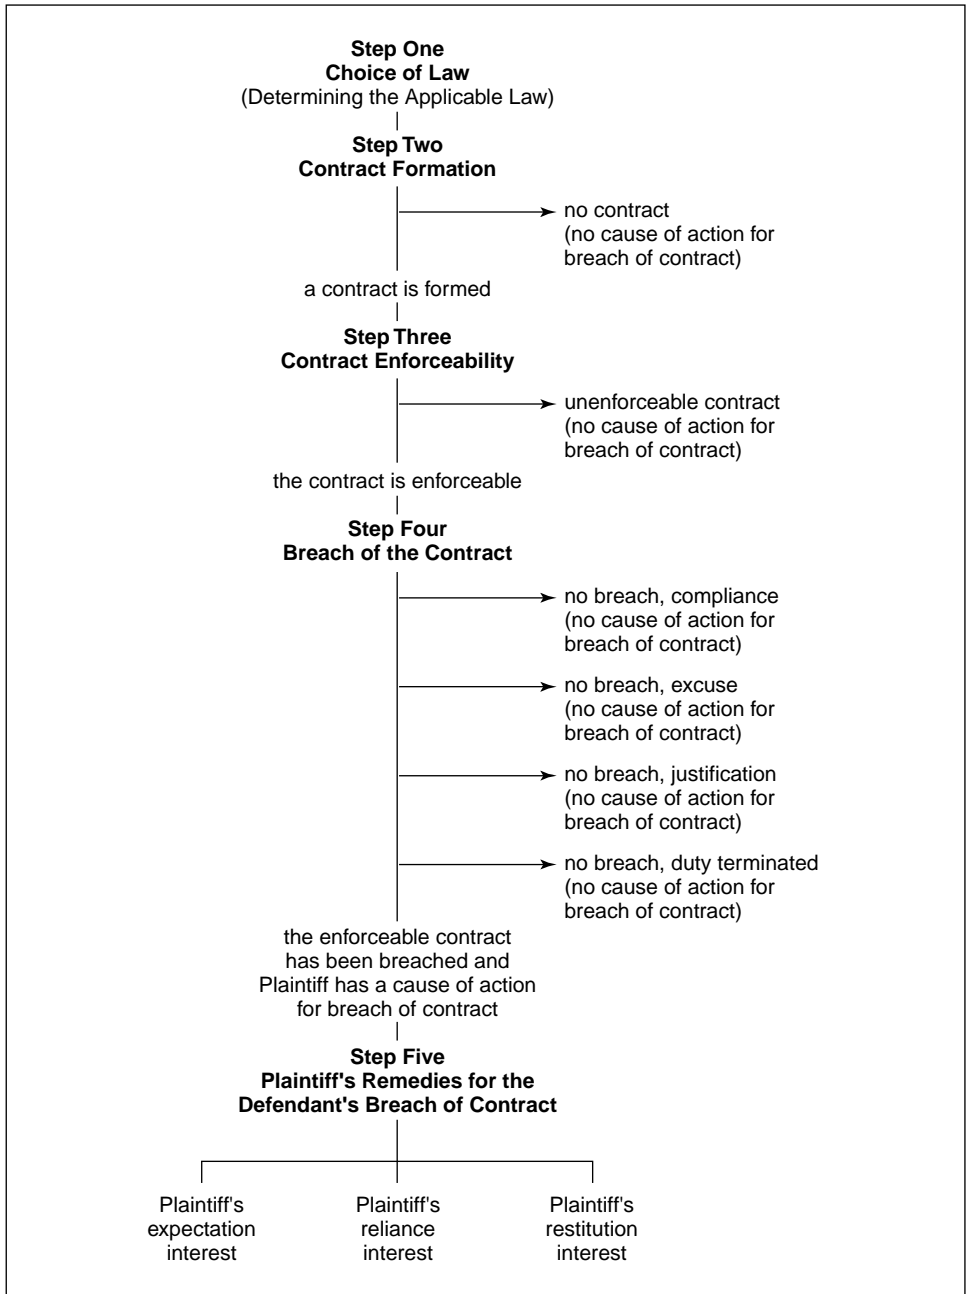 Step One
Choice of Law
(Determining the Applicable Law)
Step Two
Contract Formation
no contract
(no cause of action for
breach of contract)
a contract is formed
Step Three
Contract Enforceability
unenforceable contract
(no cause of action for
breach of contract)
the contract is enforceable
Step Four
Breach of the Contract
no breach, compliance
(no cause of action for
breach of contract)
no breach, excuse
(no cause of action for
breach of contract)
no breach, justification
(no cause of action for
breach of contract)
no breach, duty terminated
(no cause of action for
breach of contract)
the enforceable contract
has been breached and
Plaintiff has a cause of action
for breach of contract
Step Five
Plaintiff's Remedies for the
Defendant's Breach of Contract
Plaintiff's
expectation
interest
Plaintiff's
reliance
interest
Plaintiff's
restitution
interest